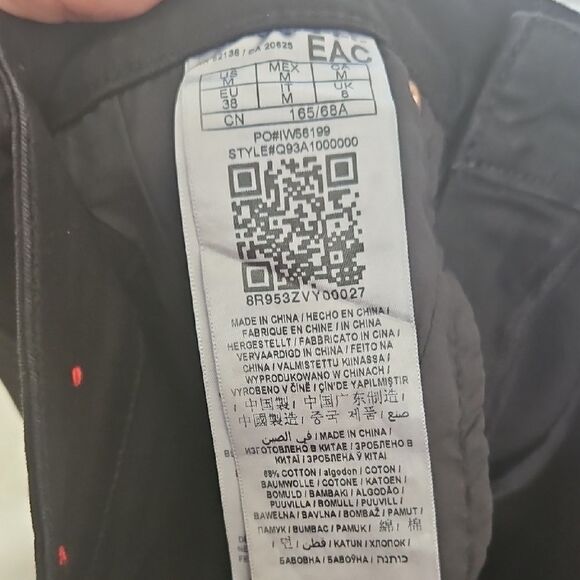 52136 / CA 20625
EAC
US MEX CA
M M M
EU IT UK
38 M 6
CN 165/68A
PO#IW56199
STYLE#Q93A1000000
8R953ZVY00027
MADE IN CHINA / HECHO EN CHINA /
FABRIQUE EN CHINE / IN CHINA
HERGESTELLT / FABBRICATO IN CINA /
VERVAARDIGD IN CHINA / FEITO NA
CHINA / VALMISTETTU KIINASSA /
WYPRODUKOWANO W CHINACH /
VYROBENO V ČÍNĚ / ÇİN'DE YAPILMIŞTIR
/ 中国製 / 中国广东制造 /
中國製造 / 중국 제품 / صنع
في الصين / MADE IN CHINA /
ИЗГОТОВЛЕНО В КИТАЕ / ЗРОБЛЕНО В
КИТАЇ / ЗРОБЛЕНА Ў КІТАІ
68% COTTON / algodon / COTON /
BAUMWOLLE / COTONE / KATOEN /
BOMULD / BAMBAKI / ALGODÃO /
PUUVILLA / BOMULL / PUUVILL /
BAWEŁNA / BAVLNA / BOMBAŽ / PAMUT /
ПАМУК / BUMBAC / PAMUK / 綿 / 棉
/ 면 / قطن / KATUN / ХЛОПОК /
БАВОВНА / БАВОЎНА / כותנה